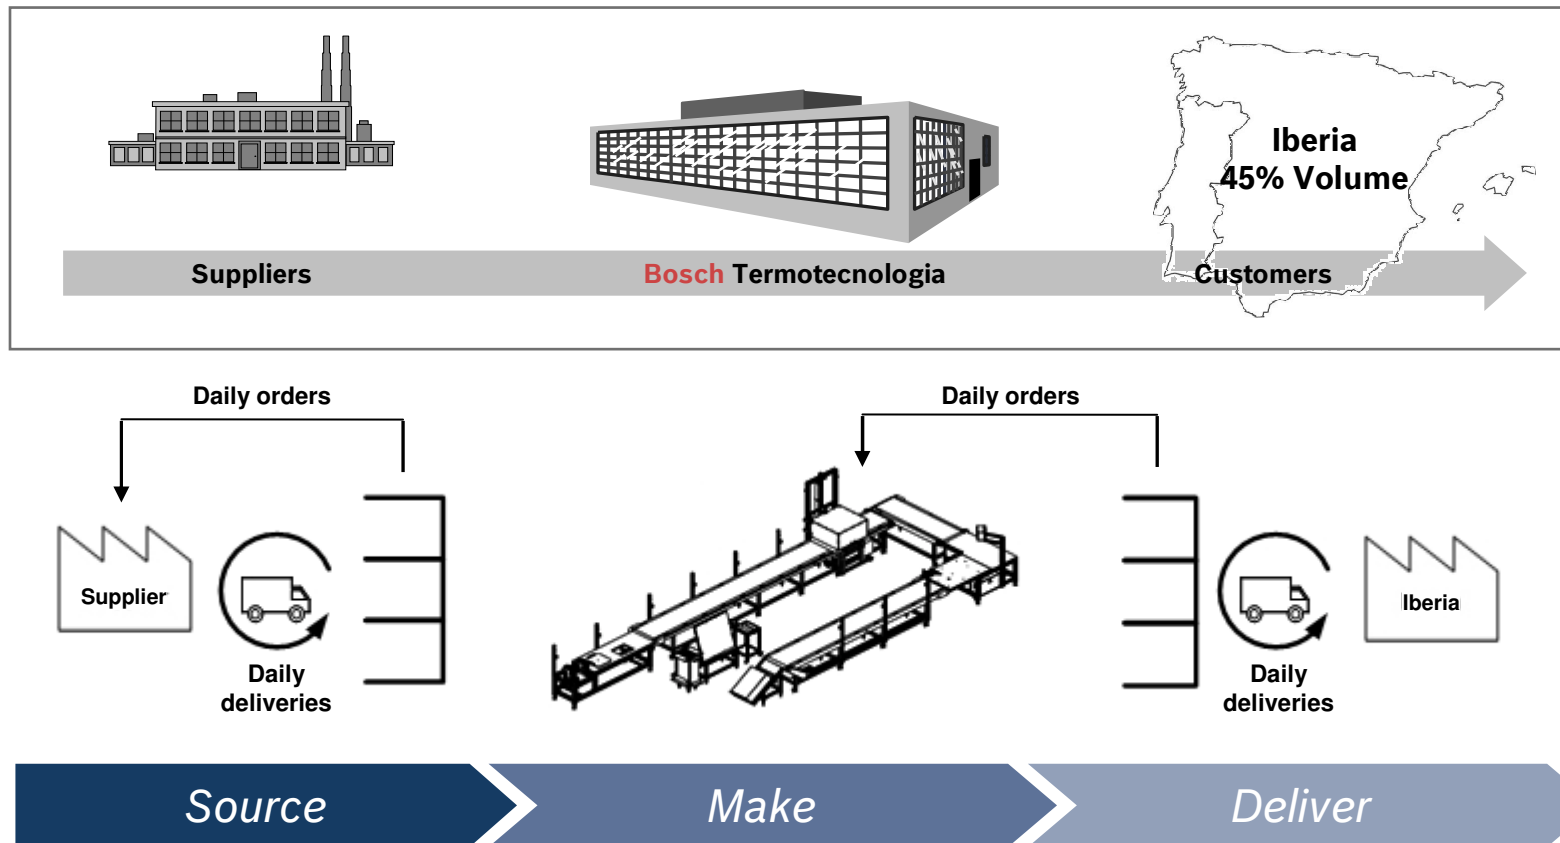 Iberia
45% Volume
Suppliers
Bosch Termotecnologia
Customers
Daily orders
Daily orders
Supplier
Iberia
Daily
deliveries
Daily
deliveries
Source
Make
Deliver